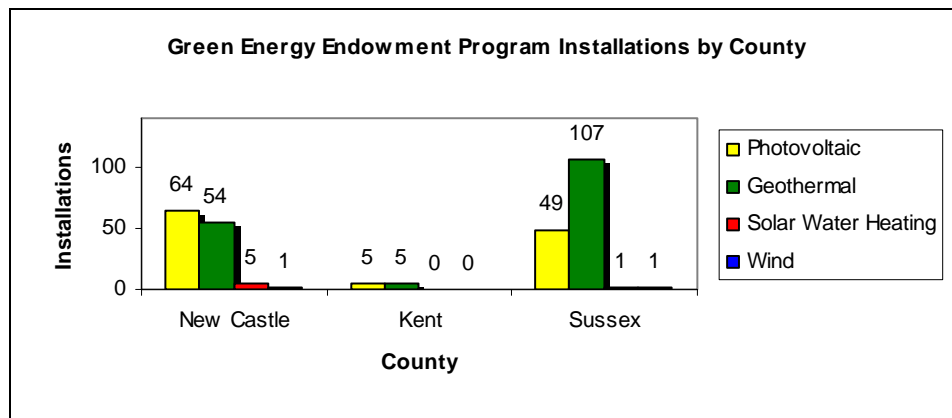 Green Energy Endowment Program Installations by County
Installations
100
50
0
64
54
5
1
5
5
0
0
49
107
1
1
New Castle
Kent
Sussex
County
Photovoltaic
Geothermal
Solar Water Heating
Wind